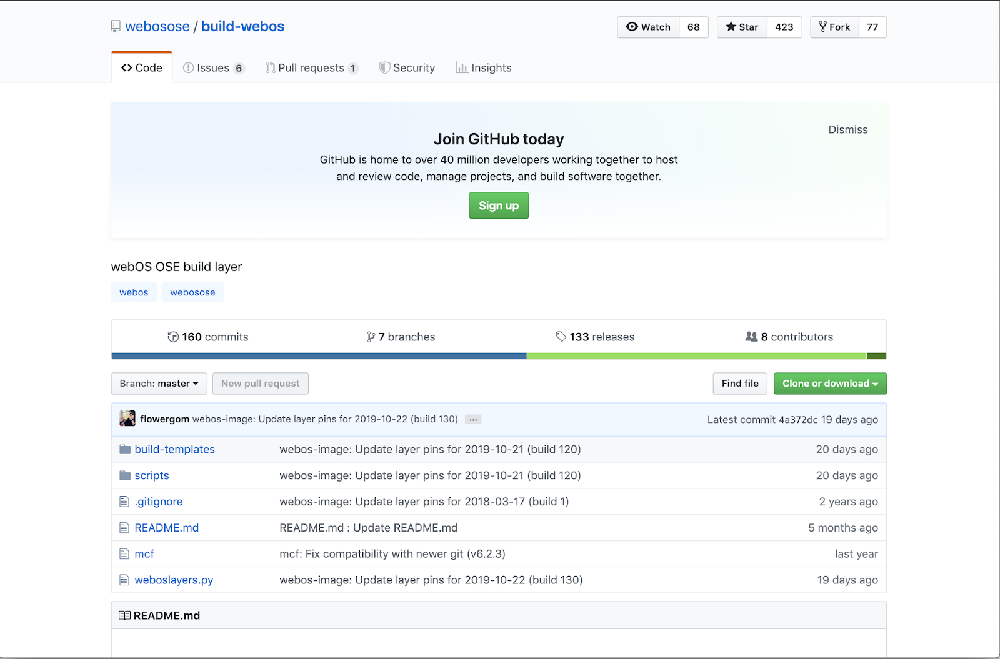 webosose / build-webos
Watch 68 Star 423 Fork 77
Code Issues 6 Pull requests 1 Security Insights
Dismiss
Join GitHub today
GitHub is home to over 40 million developers working together to host
and review code, manage projects, and build software together.
Sign up
webOS OSE build layer
webos webosose
160 commits 7 branches 133 releases 8 contributors
Branch: master New pull request Find file Clone or download
flowergom webos-image: Update layer pins for 2019-10-22 (build 130) ... Latest commit 4a372dc 19 days ago
build-templates webos-image: Update layer pins for 2019-10-21 (build 120) 20 days ago
scripts webos-image: Update layer pins for 2019-10-21 (build 120) 20 days ago
.gitignore webos-image: Update layer pins for 2018-03-17 (build 1) 2 years ago
README.md README.md : Update README.md 5 months ago
mcf mcf: Fix compatibility with newer git (v6.2.3) last year
weboslayers.py webos-image: Update layer pins for 2019-10-22 (build 130) 19 days ago
README.md